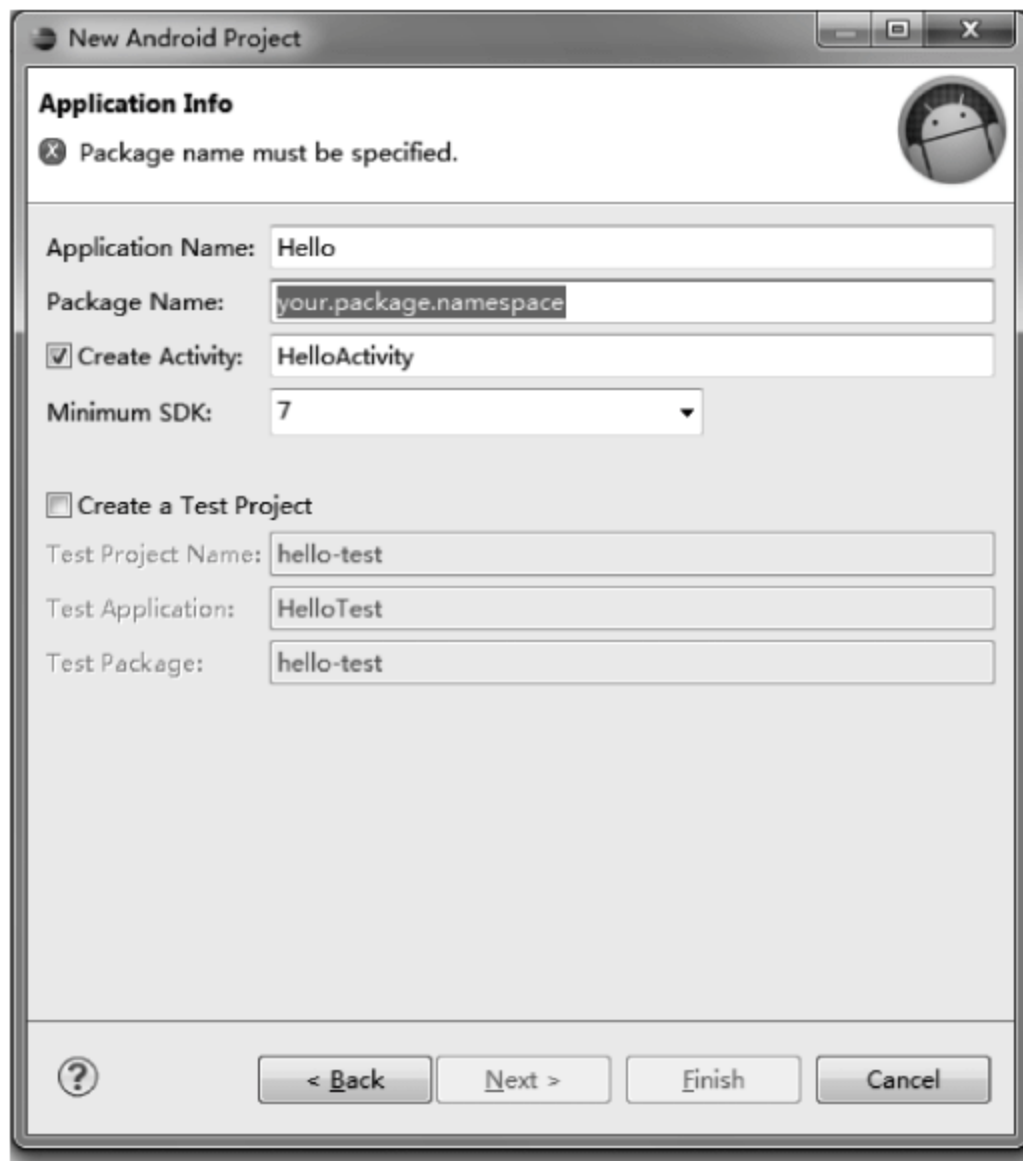 New Android Project
Application Info
Package name must be specified.
Application Name: Hello
Package Name: your.package.namespace
Create Activity: HelloActivity
Minimum SDK: 7
Create a Test Project
Test Project Name: hello-test
Test Application: HelloTest
Test Package: hello-test
? < Back Next > Finish Cancel